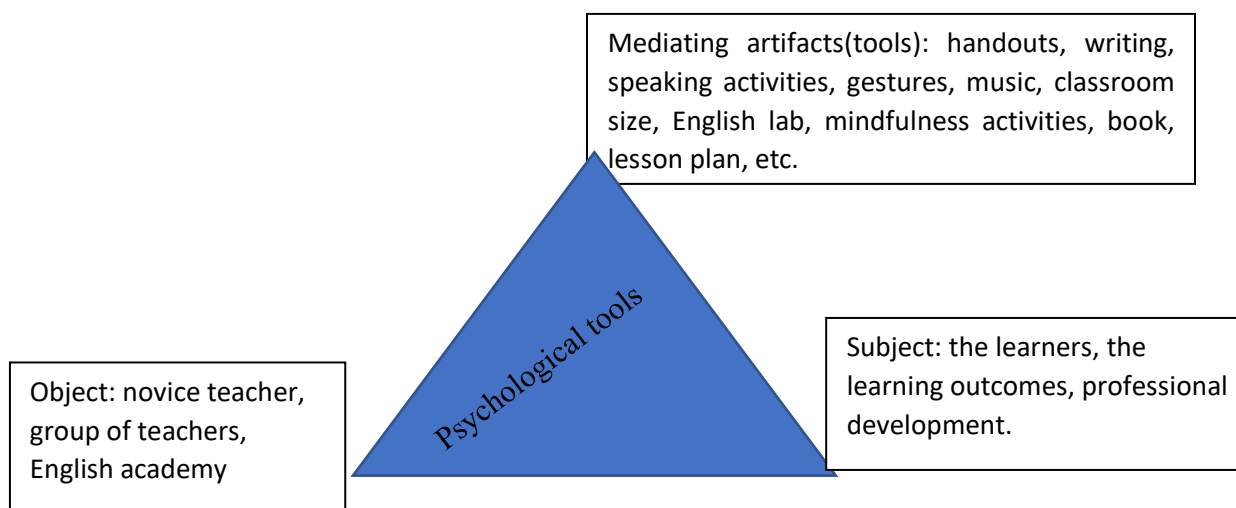 Mediating artifacts(tools): handouts, writing,
speaking activities, gestures, music, classroom
size, English lab, mindfulness activities, book,
lesson plan, etc.
Psychological tools
Subject: the learners, the
learning outcomes, professional
development.
Object: novice teacher,
group of teachers,
English academy